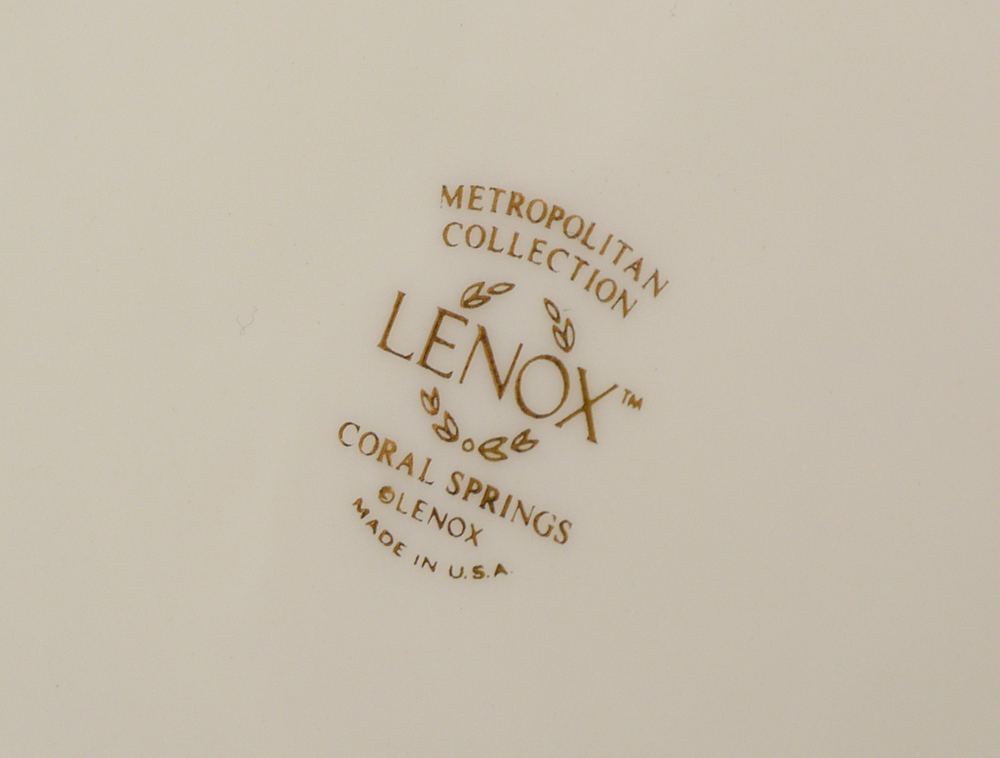 METROPOLITAN
COLLECTION
LENOX™
CORAL SPRINGS
©LENOX
MADE IN U.S.A.